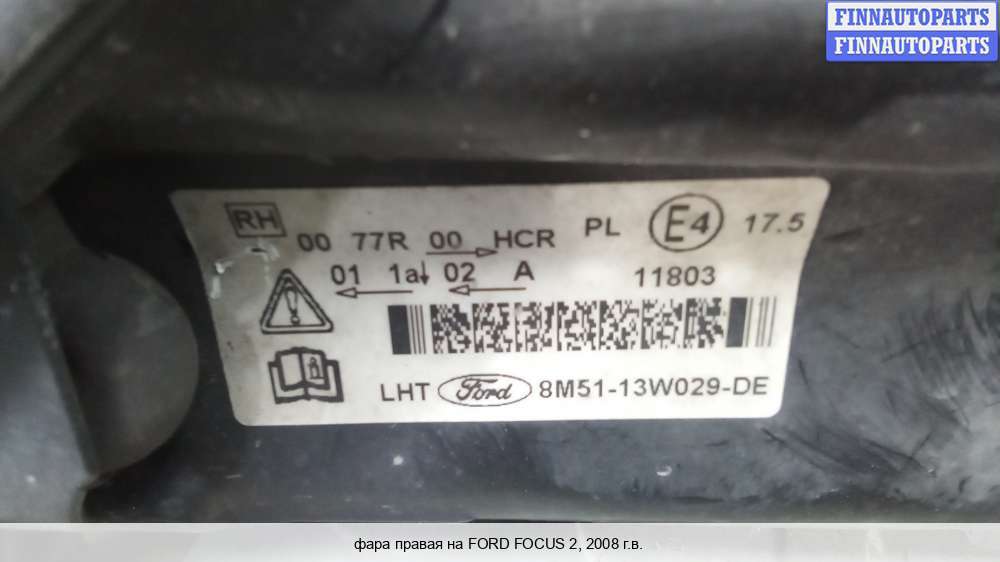 FINNAUTOPARTS
FINNAUTOPARTS
RH 00 77R 00 HCR PL E4 17.5
01 1a 02 A 11803
LHT Ford 8M51-13W029-DE
фара правая на FORD FOCUS 2, 2008 г.в.